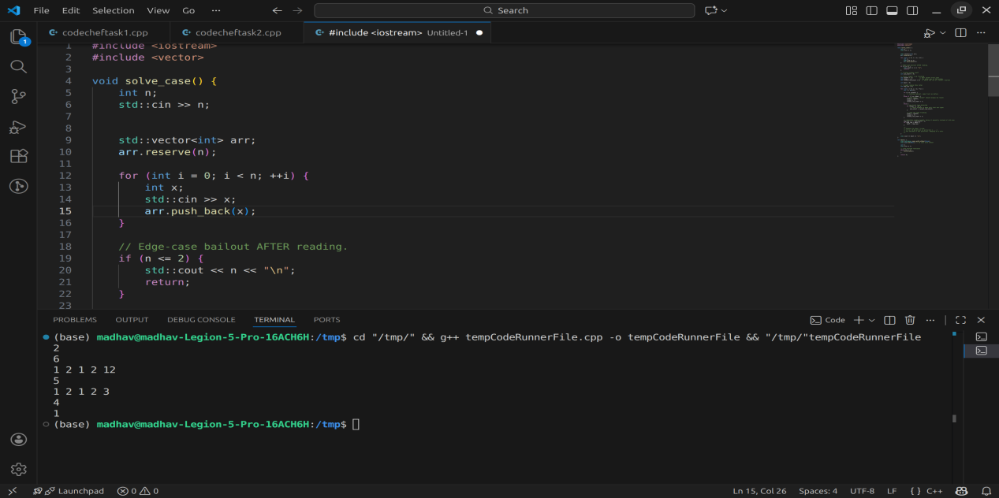 File Edit Selection View Go ··· Search
1
codecheftask1.cpp codecheftask2.cpp #include <iostream> Untitled-1
1 #include <iostream>
2 #include <vector>
3
4 void solve_case() {
5 int n;
6 std::cin >> n;
7
8
9 std::vector<int> arr;
10 arr.reserve(n);
11
12 for (int i = 0; i < n; ++i) {
13 int x;
14 std::cin >> x;
15 arr.push_back(x);
16 }
17
18 // Edge-case bailout AFTER reading.
19 if (n <= 2) {
20 std::cout << n << "\n";
21 return;
22 }
23
PROBLEMS OUTPUT DEBUG CONSOLE TERMINAL PORTS Code
(base) madhav@madhav-Legion-5-Pro-16ACH6H:/tmp$ cd "/tmp/" && g++ tempCodeRunnerFile.cpp -o tempCodeRunnerFile && "/tmp/"tempCodeRunnerFile
2
6
1 2 1 2 12
5
1 2 1 2 3
4
1
(base) madhav@madhav-Legion-5-Pro-16ACH6H:/tmp$
Launchpad 0 0 Ln 15, Col 26 Spaces: 4 UTF-8 LF { } C++